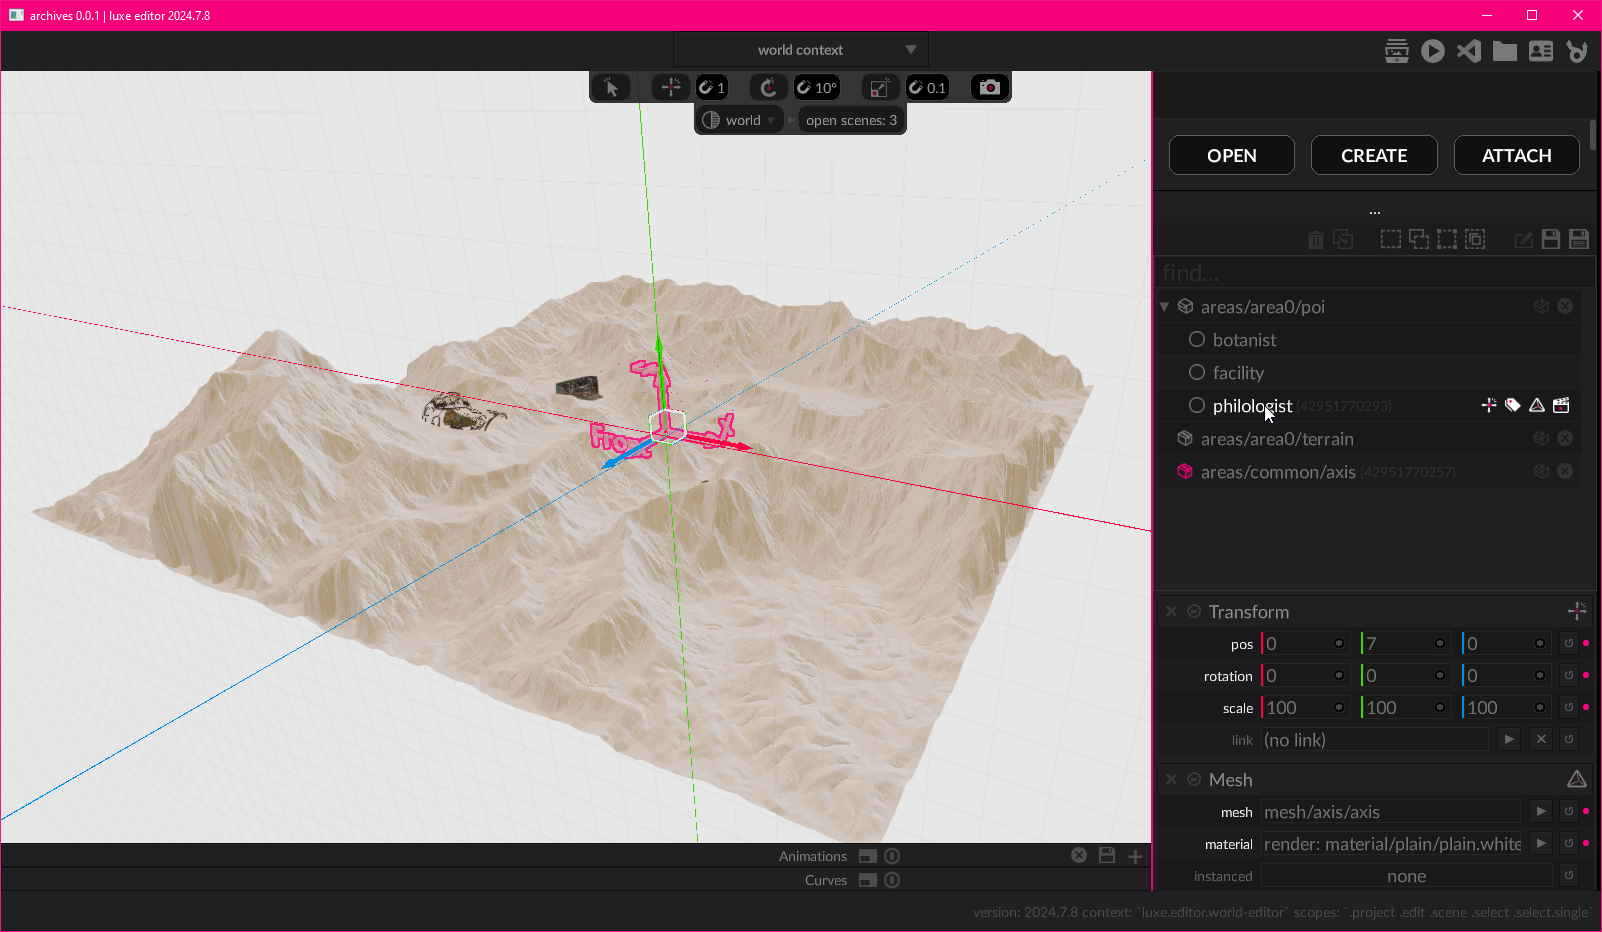 archives 0.0.1 | luxe editor 2024.7.8
world context
1
10°
0.1
world
open scenes: 3
OPEN
CREATE
ATTACH
...
find...
areas/area0/poi
botanist
facility
philologist (42951770293)
areas/area0/terrain
areas/common/axis (42951770257)
Front
X
Transform
pos 0 7 0
rotation 0 0 0
scale 100 100 100
link (no link)
Mesh
mesh mesh/axis/axis
material render: material/plain/plain.white
instanced none
Animations
Curves
version: 2024.7.8 context: `luxe.editor.world-editor` scopes: `.project .edit .scene .select .select.single`